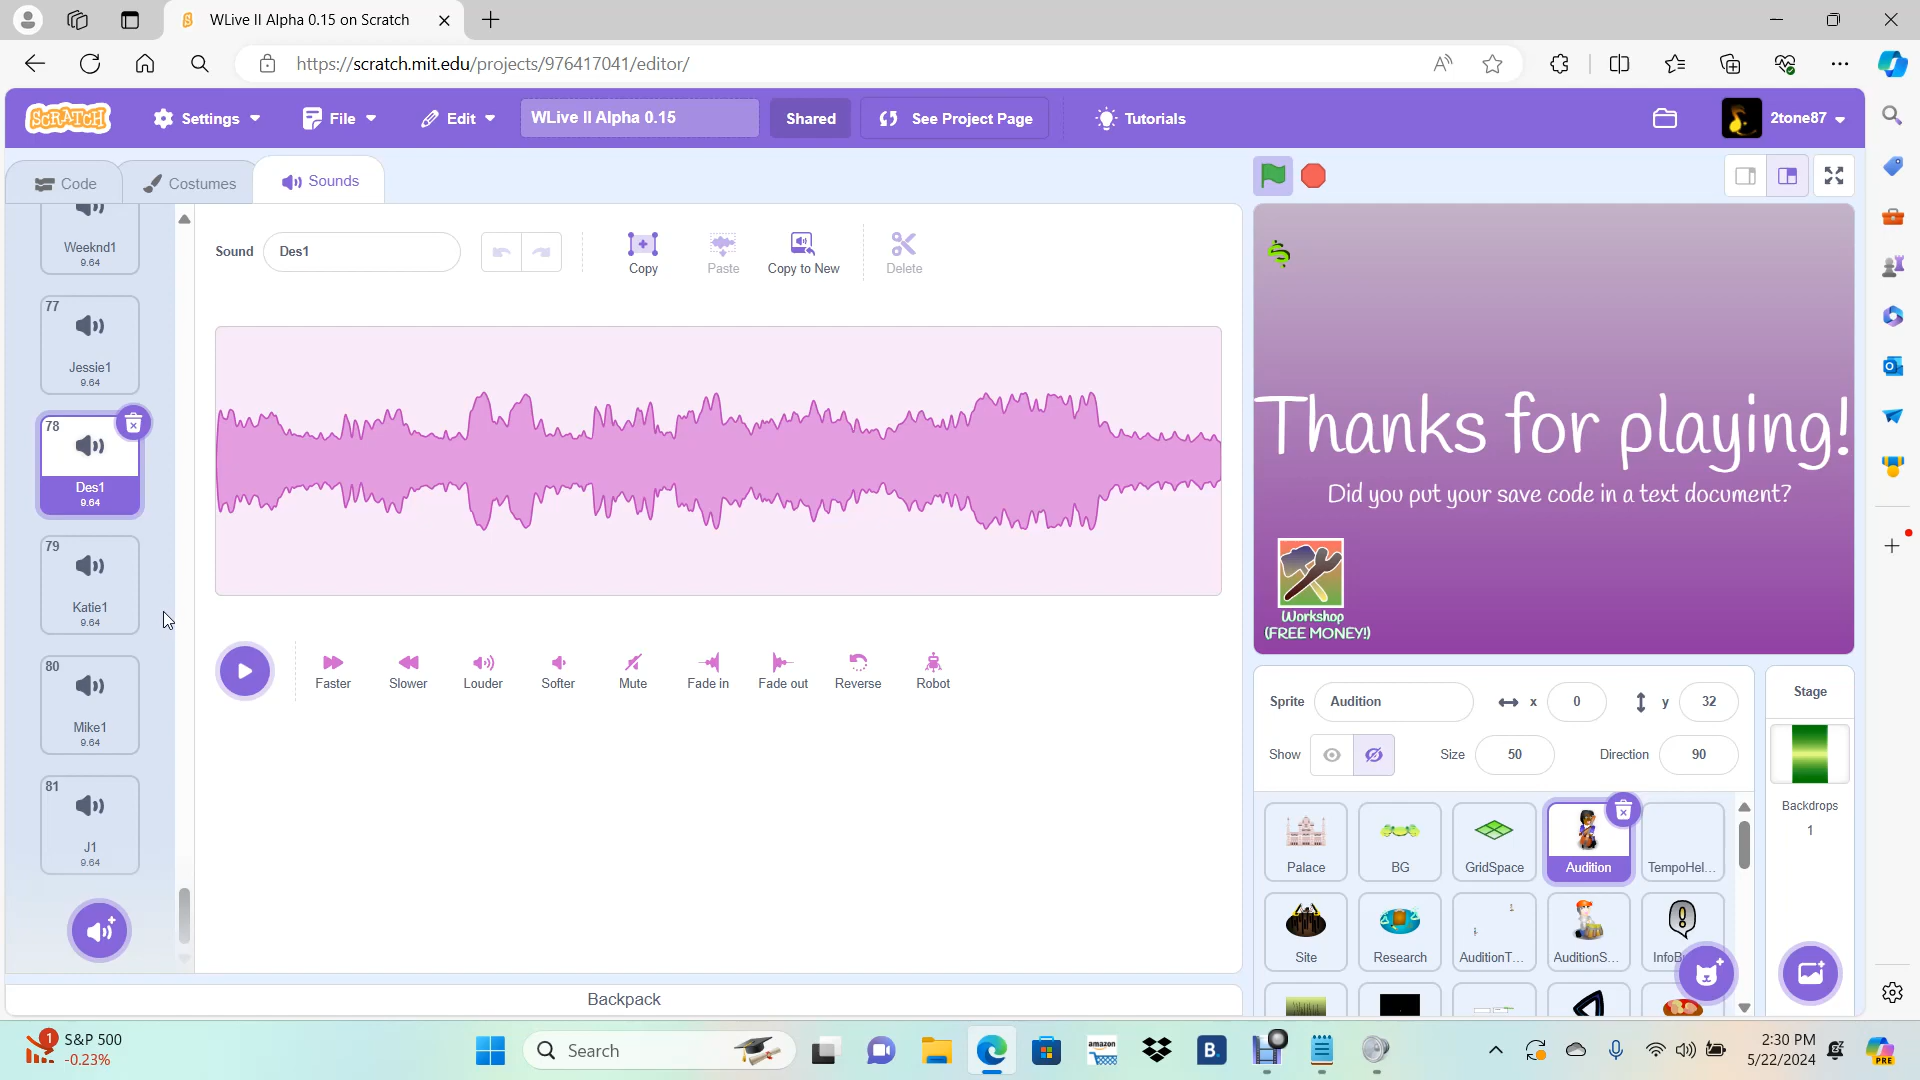 WLive II Alpha 0.15 on Scratch
https://scratch.mit.edu/projects/976417041/editor/
SCRATCH
Settings
File
Edit
WLive II Alpha 0.15
Shared
See Project Page
Tutorials
2tone87
Code
Costumes
Sounds
Weeknd1
9.64
77
Jessie1
9.64
78
Des1
9.64
79
Katie1
9.64
80
Mike1
9.64
81
J1
9.64
Sound
Des1
Copy
Paste
Copy to New
Delete
Faster
Slower
Louder
Softer
Mute
Fade in
Fade out
Reverse
Robot
Backpack
Thanks for playing!
Did you put your save code in a text document?
Workshop
(FREE MONEY!)
Sprite
Audition
x
0
y
32
Show
Size
50
Direction
90
Stage
Backdrops
1
Palace
BG
GridSpace
Audition
TempoHel...
Site
Research
AuditionT...
AuditionS...
InfoB
1
S&P 500
-0.23%
Search
amazon
B.
2:30 PM
5/22/2024
PRE